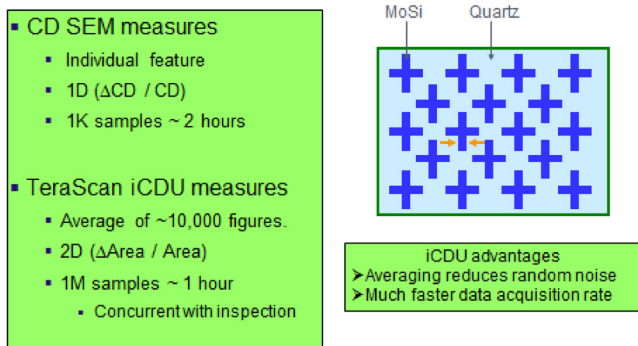 CD SEM measures
Individual feature
1D (ΔCD / CD)
1K samples ~ 2 hours
TeraScan iCDU measures
Average of ~10,000 figures.
2D (ΔArea / Area)
1M samples ~ 1 hour
Concurrent with inspection
MoSi Quartz
iCDU advantages
➢Averaging reduces random noise
➢Much faster data acquisition rate